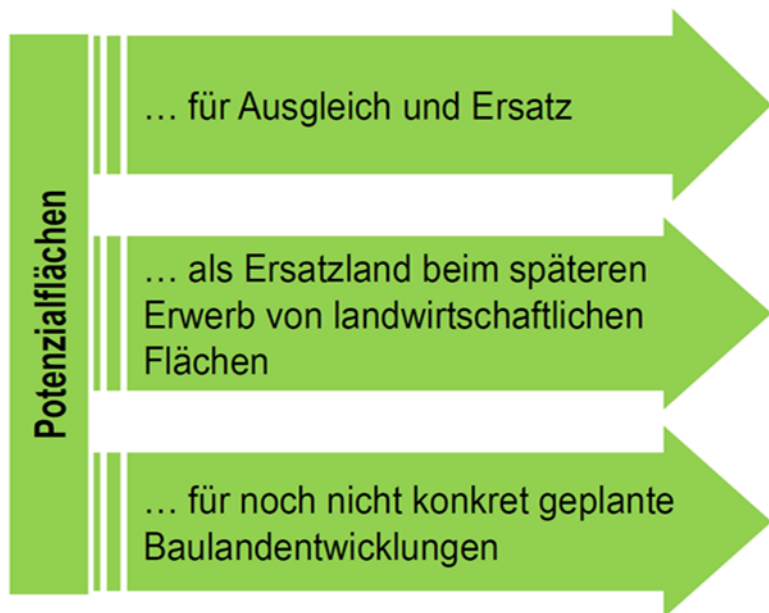 Potenzialflächen
… für Ausgleich und Ersatz
… als Ersatzland beim späteren
Erwerb von landwirtschaftlichen
Flächen
… für noch nicht konkret geplante
Baulandentwicklungen